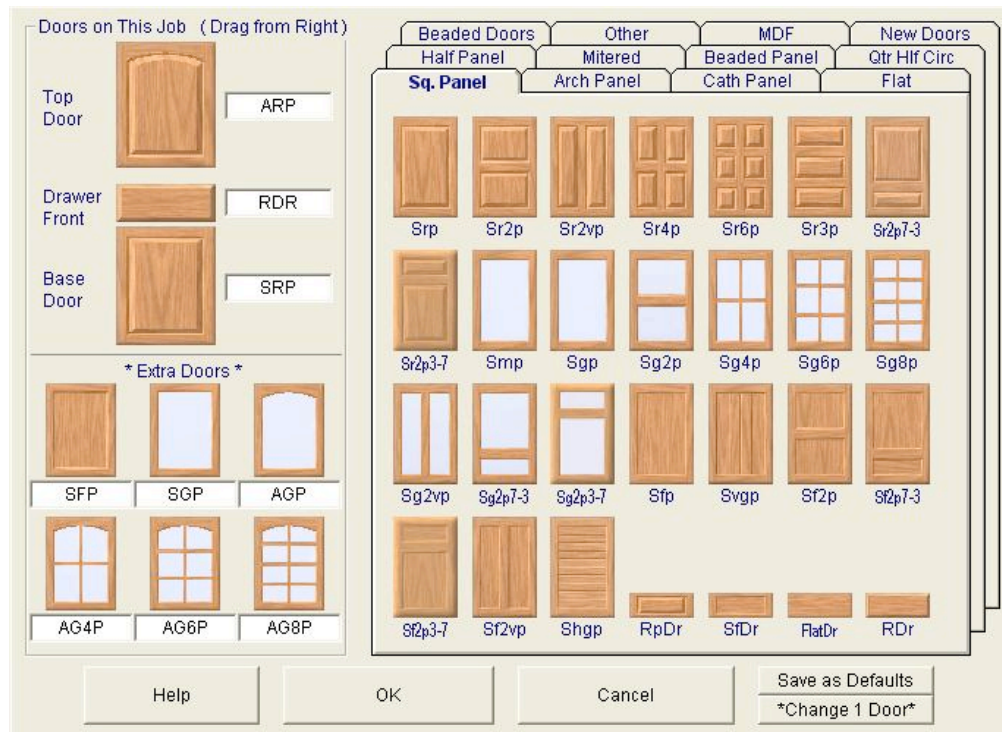 Doors on This Job (Drag from Right)
Top
Door
ARP
Drawer
Front
RDR
Base
Door
SRP
* Extra Doors *
SFP SGP AGP
AG4P AG6P AG8P
Beaded Doors Other MDF New Doors
Half Panel Mitered Beaded Panel Qtr Hlf Circ
Sq. Panel Arch Panel Cath Panel Flat
Srp Sr2p Sr2vp Sr4p Sr6p Sr3p Sr2p7-3
Sr2p3-7 Smp Sgp Sg2p Sg4p Sg6p Sg8p
Sg2vp Sg2p7-3 Sg2p3-7 Sfp Svgp Sf2p Sf2p7-3
Sf2p3-7 Sf2vp Shgp RpDr SfDr FlatDr RDr
Help OK Cancel
Save as Defaults
*Change 1 Door*